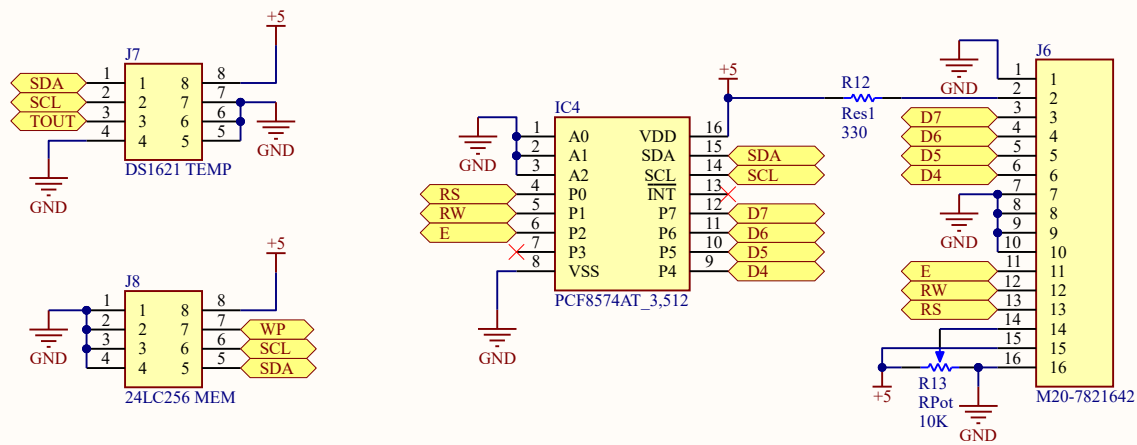 +5
J7
SDA 1 1 8 8
SCL 2 2 7 7
TOUT 3 3 6 6
4 4 5 5
GND
DS1621 TEMP
GND
+5
J8
1 1 8 8
2 2 7 7 WP
3 3 6 6 SCL
4 4 5 5 SDA
GND
24LC256 MEM
IC4
+5
1 A0 VDD 16
2 A1 SDA 15 SDA
3 A2 SCL 14 SCL
GND
RS 4 P0 INT 13
RW 5 P1 P7 12 D7
E 6 P2 P6 11 D6
7 P3 P5 10 D5
8 VSS P4 9 D4
PCF8574AT_3,512
GND
R12
Res1
330
J6
GND
1 1
2 2
D7 3 3
D6 4 4
D5 5 5
D4 6 6
7 7
8 8
9 9
10 10
GND
E 11 11
RW 12 12
RS 13 13
14 14
15 15
16 16
+5
R13
RPot
10K
GND
M20-7821642